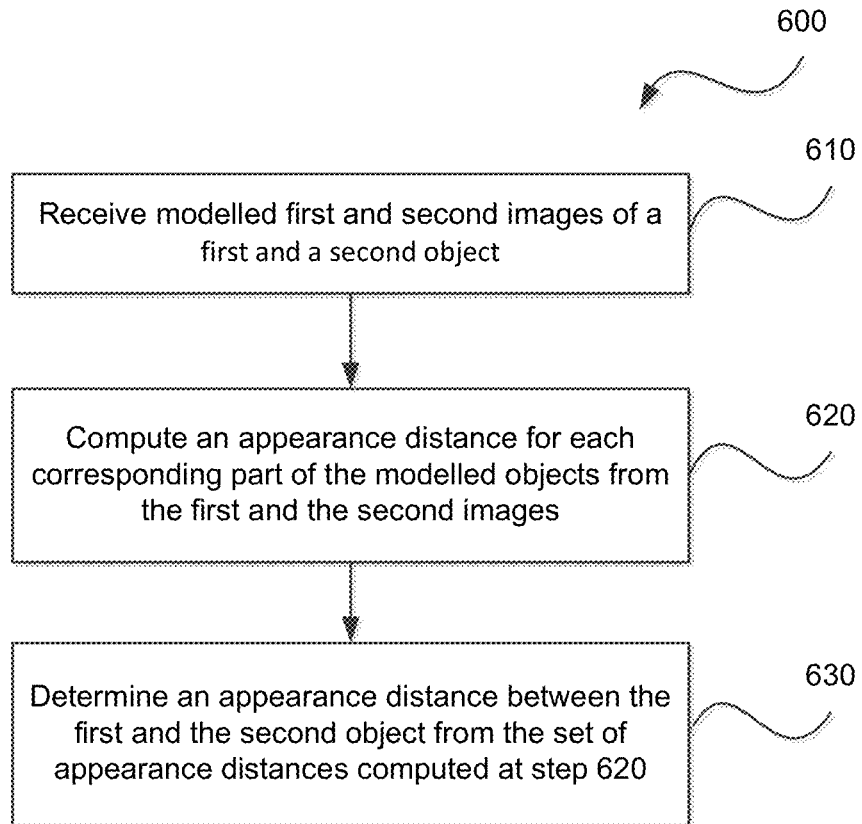 600
610
Receive modelled first and second images of a
first and a second object
620
Compute an appearance distance for each
corresponding part of the modelled objects from
the first and the second images
630
Determine an appearance distance between the
first and the second object from the set of
appearance distances computed at step 620